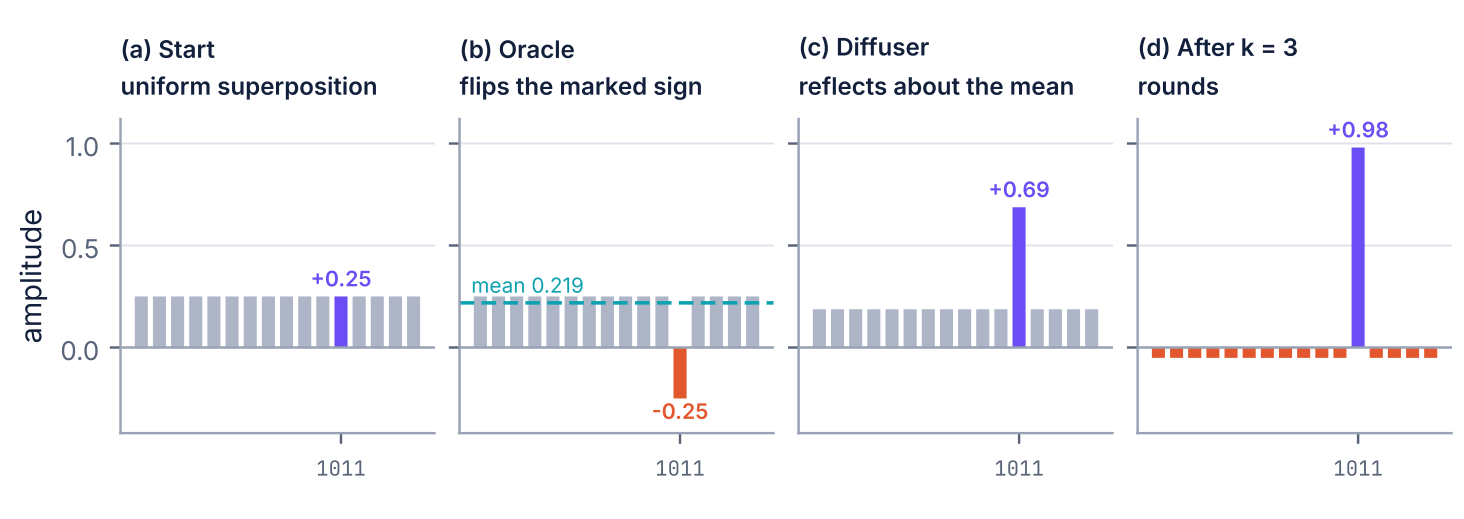 (a) Start
uniform superposition
(b) Oracle
flips the marked sign
(c) Diffuser
reflects about the mean
(d) After k = 3
rounds
amplitude
1.0
0.5
0.0
+0.25
1011
mean 0.219
-0.25
1011
+0.69
1011
+0.98
1011